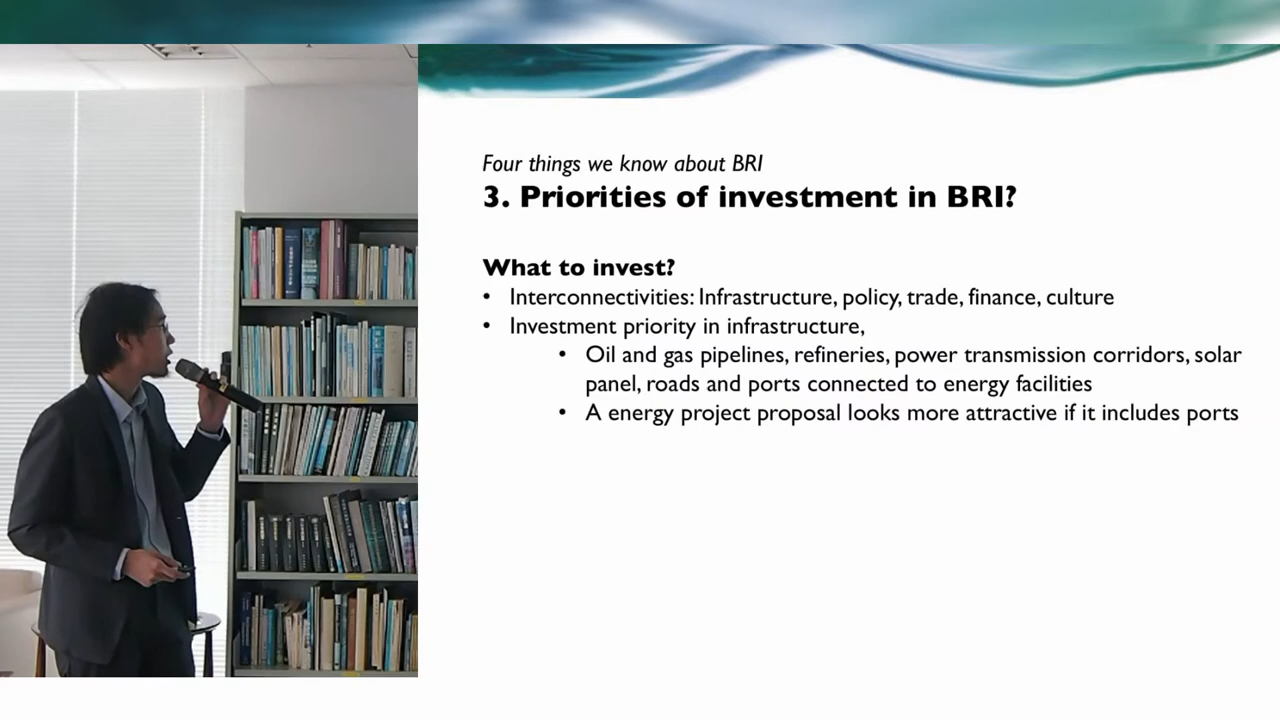 Four things we know about BRI
3. Priorities of investment in BRI?
What to invest?
• Interconnectivities: Infrastructure, policy, trade, finance, culture
• Investment priority in infrastructure,
• Oil and gas pipelines, refineries, power transmission corridors, solar
panel, roads and ports connected to energy facilities
• A energy project proposal looks more attractive if it includes ports